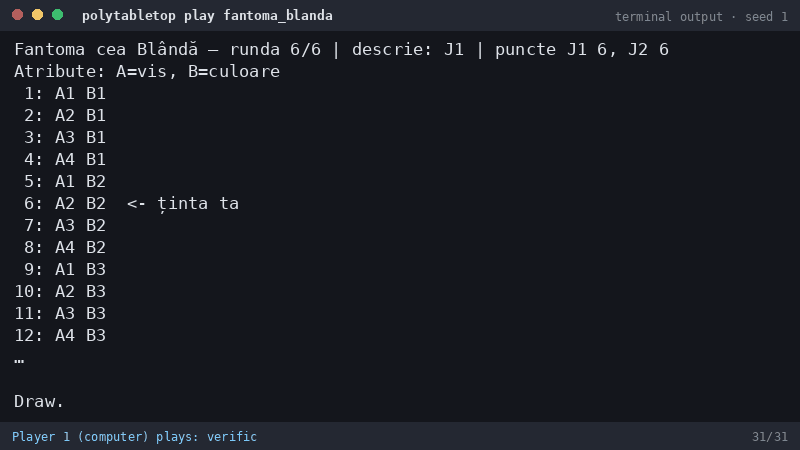 polytabletop play fantoma_blanda
terminal output · seed 1
Fantoma cea Blândă — runda 6/6 | descrie: J1 | puncte J1 6, J2 6
Atribute: A=vis, B=culoare
1: A1 B1
2: A2 B1
3: A3 B1
4: A4 B1
5: A1 B2
6: A2 B2 <- ținta ta
7: A3 B2
8: A4 B2
9: A1 B3
10: A2 B3
11: A3 B3
12: A4 B3
…
Draw.
Player 1 (computer) plays: verific
31/31